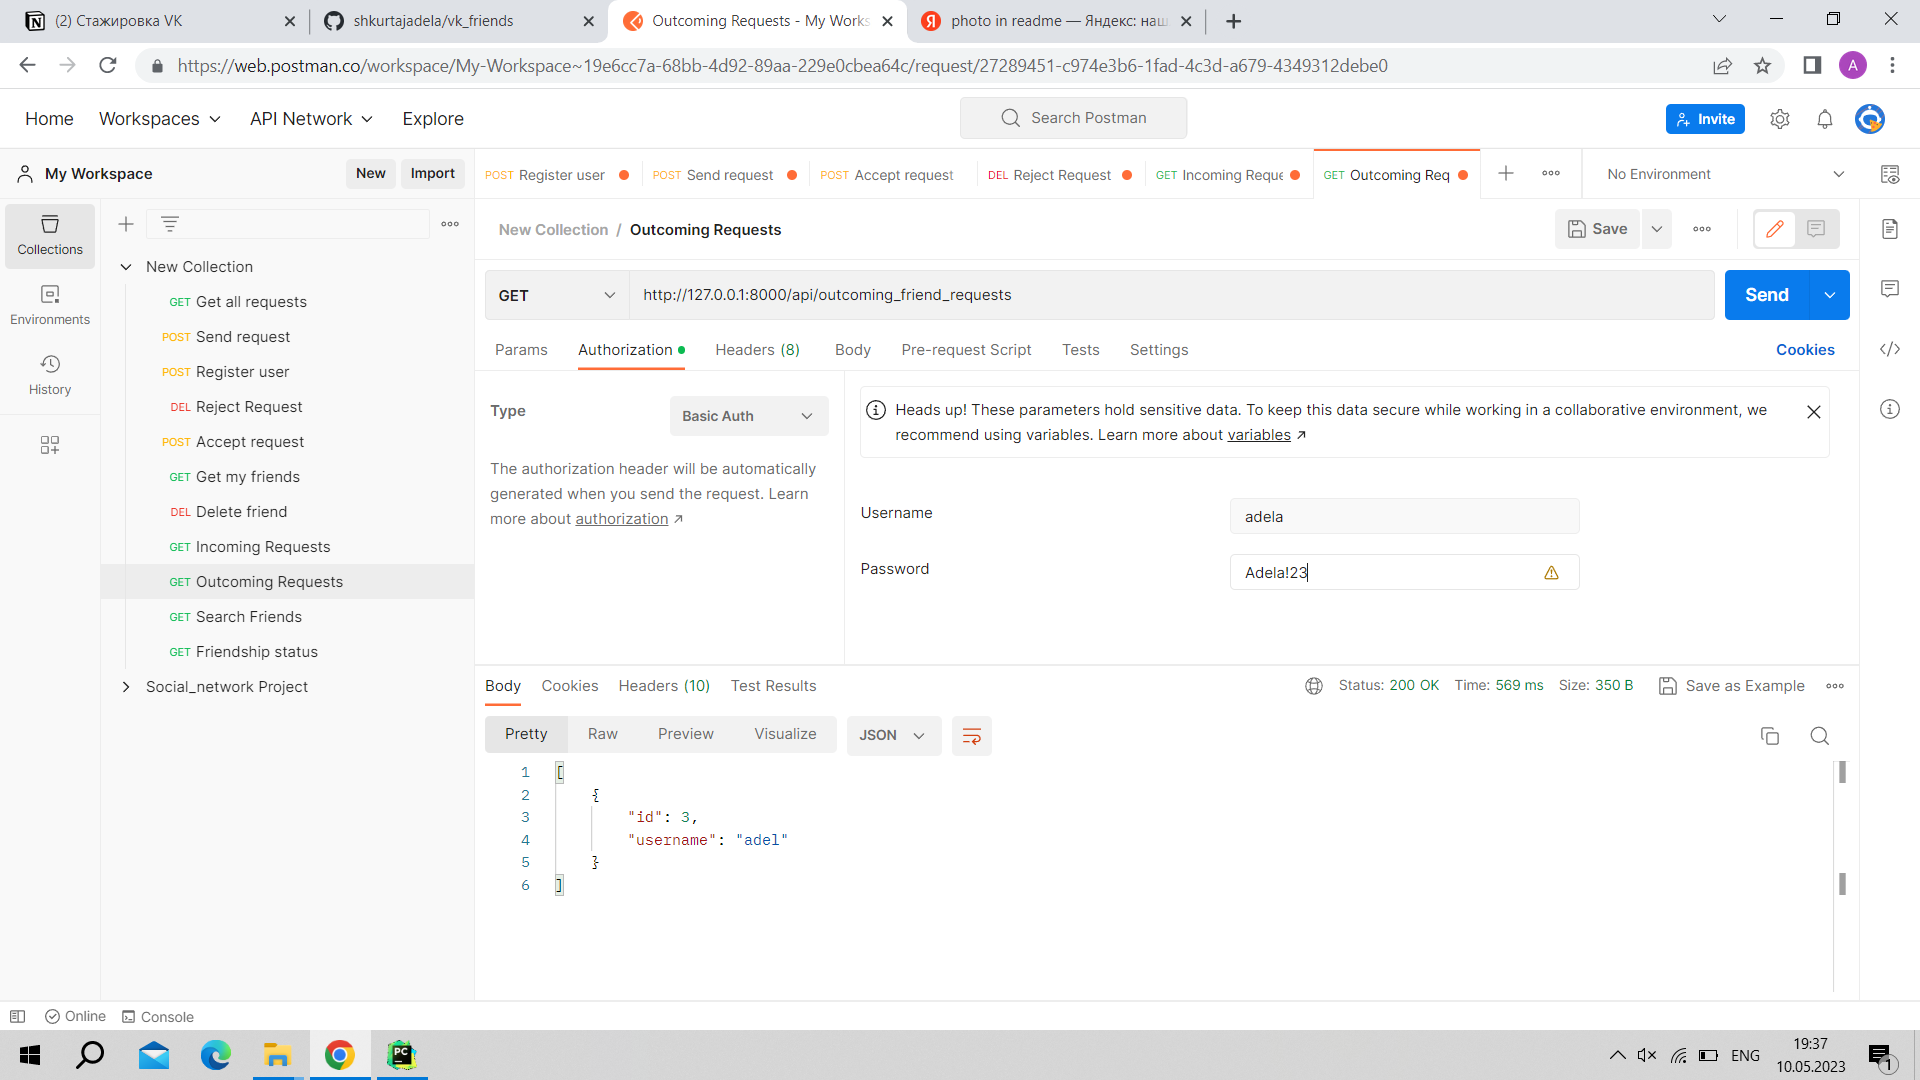 (2) Стажировка VK
shkurtajadela/vk_friends
Outcoming Requests - My Works
photo in readme — Яндекс: наш
https://web.postman.co/workspace/My-Workspace~19e6cc7a-68bb-4d92-89aa-229e0cbea64c/request/27289451-c974e3b6-1fad-4c3d-a679-4349312debe0
A
Home
Workspaces
API Network
Explore
Search Postman
Invite
My Workspace
New
Import
POST Register user
POST Send request
POST Accept request
DEL Reject Request
GET Incoming Reque
GET Outcoming Req
No Environment
Collections
Environments
History
New Collection
GET Get all requests
POST Send request
POST Register user
DEL Reject Request
POST Accept request
GET Get my friends
DEL Delete friend
GET Incoming Requests
GET Outcoming Requests
GET Search Friends
GET Friendship status
Social_network Project
New Collection / Outcoming Requests
Save
GET
http://127.0.0.1:8000/api/outcoming_friend_requests
Send
Params
Authorization
Headers (8)
Body
Pre-request Script
Tests
Settings
Cookies
Type
Basic Auth
The authorization header will be automatically
generated when you send the request. Learn
more about authorization ↗
Heads up! These parameters hold sensitive data. To keep this data secure while working in a collaborative environment, we
recommend using variables. Learn more about variables ↗
Username
adela
Password
Adela!23
Body
Cookies
Headers (10)
Test Results
Status: 200 OK
Time: 569 ms
Size: 350 B
Save as Example
Pretty
Raw
Preview
Visualize
JSON
1 [
2 {
3 "id": 3,
4 "username": "adel"
5 }
6 ]
Online
Console
PC
ENG
19:37
10.05.2023
1